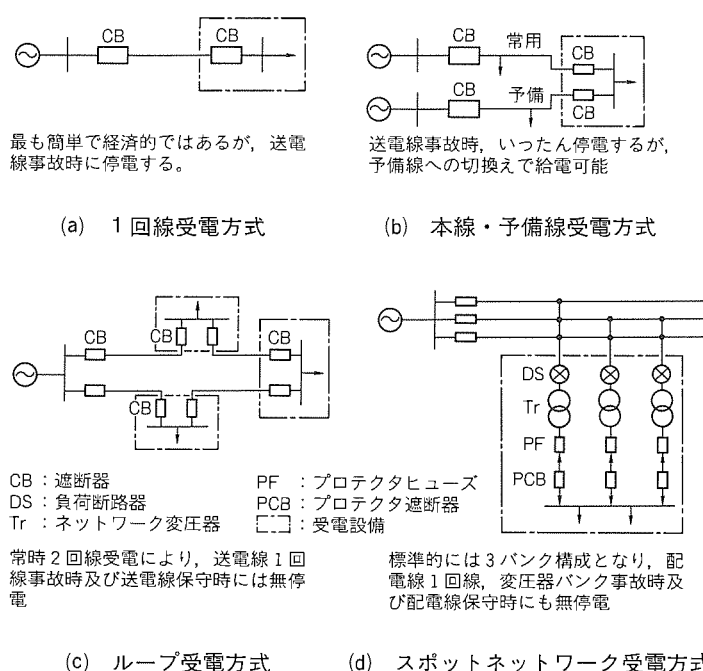 CB
CB
最も簡単で経済的ではあるが，送電
線事故時に停電する。
(a) 1回線受電方式
CB
常用
CB
CB
予備
CB
送電線事故時，いったん停電するが，
予備線への切換えで給電可能
(b) 本線・予備線受電方式
CB
CB
CB
CB
CB：遮断器
DS：負荷断路器
Tr：ネットワーク変圧器
PF：プロテクタヒューズ
PCB：プロテクタ遮断器
：受電設備
常時2回線受電により，送電線1回
線事故時及び送電線保守時には無停
電
(c) ループ受電方式
DS
Tr
PF
PCB
標準的には3バンク構成となり，配
電線1回線，変圧器バンク事故時及
び配電線保守時にも無停電
(d) スポットネットワーク受電方式